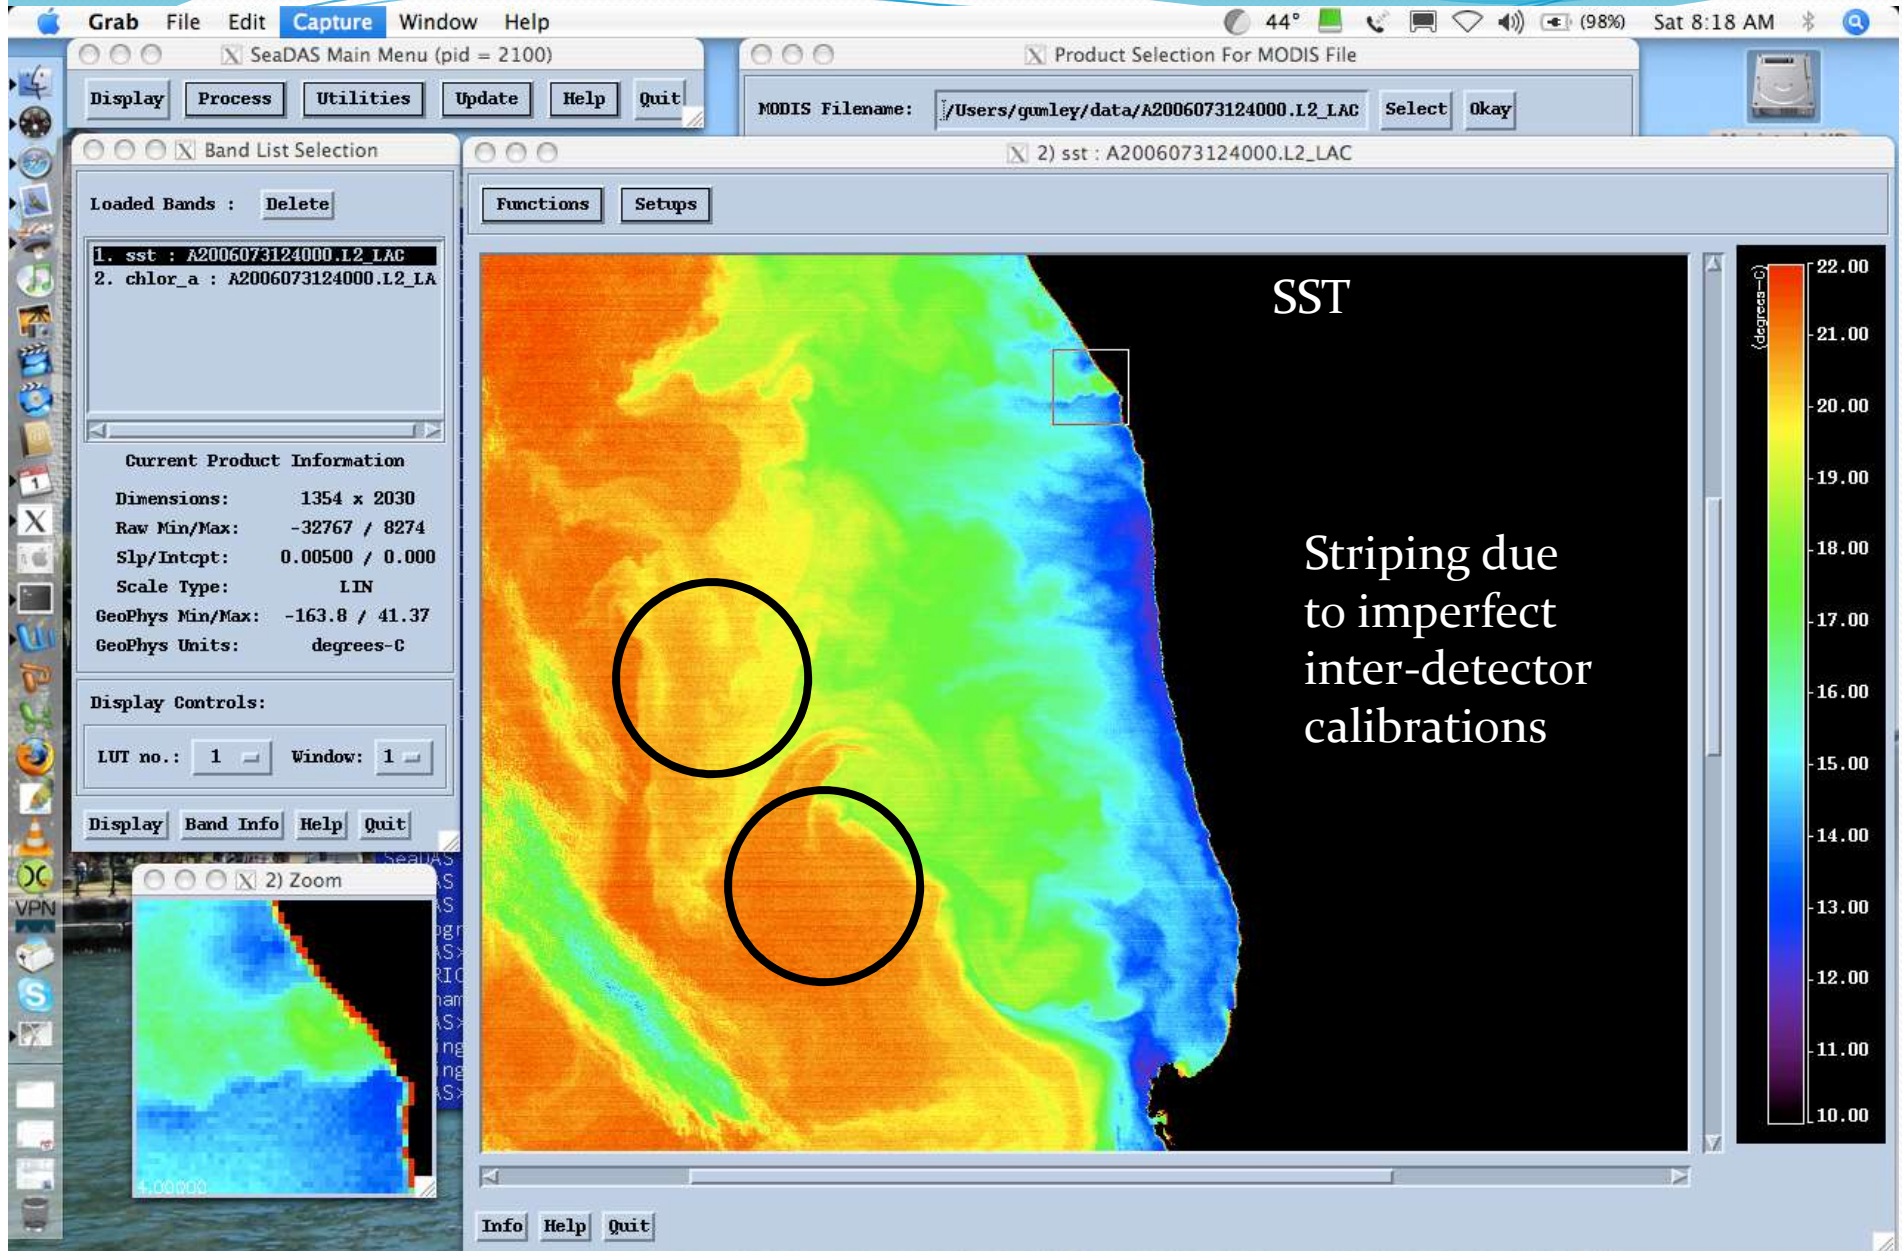 Grab File Edit Capture Window Help
44° (98%) Sat 8:18 AM
X SeaDAS Main Menu (pid = 2100)
Display Process Utilities Update Help Quit
X Product Selection For MODIS File
MODIS Filename: /Users/gumley/data/A2006073124000.L2_LAC Select Okay
X Band List Selection
Loaded Bands : Delete
1. sst : A2006073124000.L2_LAC
2. chlor_a : A2006073124000.L2_LA
Current Product Information
Dimensions: 1354 x 2030
Raw Min/Max: -32767 / 8274
Slp/Intcpt: 0.00500 / 0.000
Scale Type: LIN
GeoPhys Min/Max: -163.8 / 41.37
GeoPhys Units: degrees-C
Display Controls:
LUT no.: 1 Window: 1
Display Band Info Help Quit
X 2) Zoom
4.00000
VPN
X 2) sst : A2006073124000.L2_LAC
Functions Setups
SST
Striping due
to imperfect
inter-detector
calibrations
(degrees-C)
22.00
21.00
20.00
19.00
18.00
17.00
16.00
15.00
14.00
13.00
12.00
11.00
10.00
Info Help Quit